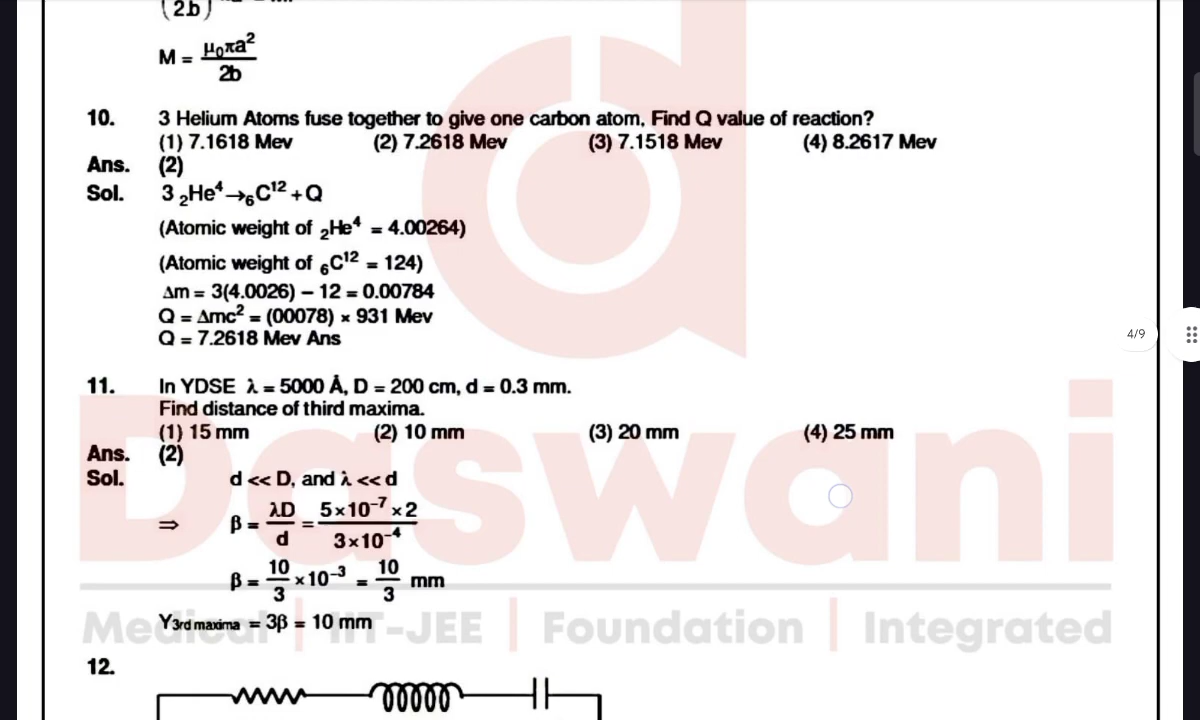 (2.b)
M = μ₀πa² / 2b
10. 3 Helium Atoms fuse together to give one carbon atom, Find Q value of reaction?
(1) 7.1618 Mev (2) 7.2618 Mev (3) 7.1518 Mev (4) 8.2617 Mev
Ans. (2)
Sol. 3 ₂He⁴→₆C¹² + Q
(Atomic weight of ₂He⁴ = 4.00264)
(Atomic weight of ₆C¹² = 124)
Δm = 3(4.0026) – 12 = 0.00784
Q = Δmc² = (00078) × 931 Mev
Q = 7.2618 Mev Ans
4/9
11. In YDSE λ = 5000 Å, D = 200 cm, d = 0.3 mm.
Find distance of third maxima.
(1) 15 mm (2) 10 mm (3) 20 mm (4) 25 mm
Ans. (2)
Sol. d << D, and λ << d
⇒ β = λD / d = 5×10⁻⁷ ×2 / 3×10⁻⁴
β = 10/3 ×10⁻³ = 10/3 mm
Y3rd maxima = 3β = 10 mm
12.
Daswani
Medical | IIT-JEE | Foundation | Integrated